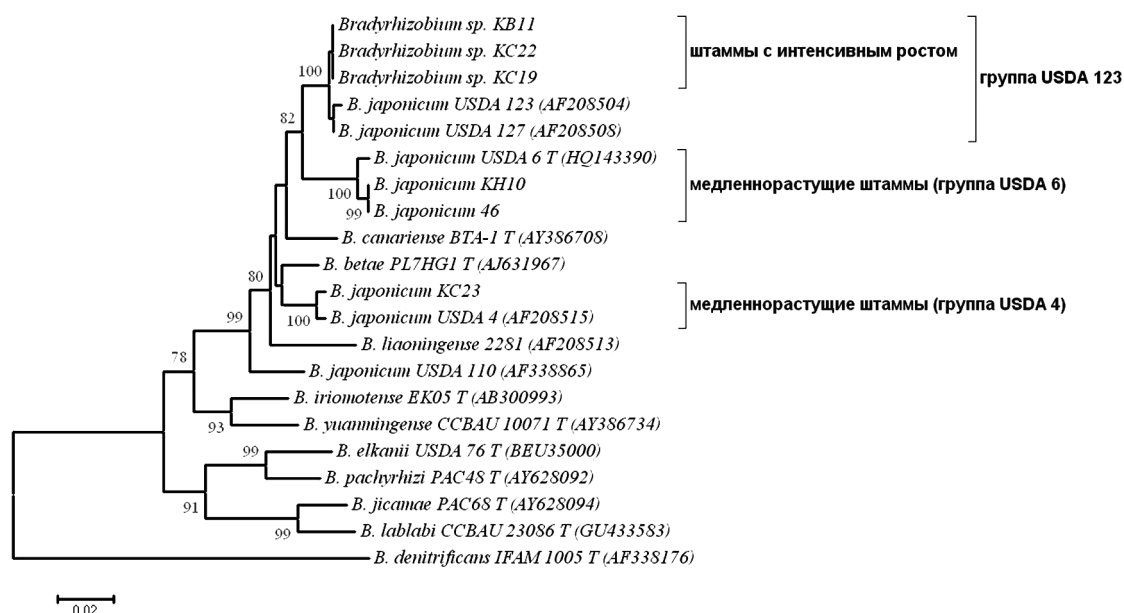 Bradyrhizobium sp. KB11
Bradyrhizobium sp. KC22
Bradyrhizobium sp. KC19
B. japonicum USDA 123 (AF208504)
B. japonicum USDA 127 (AF208508)
B. japonicum USDA 6 T (HQ143390)
B. japonicum KH10
B. japonicum 46
B. canariense BTA-1 T (AY386708)
B. betae PL7HG1 T (AJ631967)
B. japonicum KC23
B. japonicum USDA 4 (AF208515)
B. liaoningense 2281 (AF208513)
B. japonicum USDA 110 (AF338865)
B. iriomotense EK05 T (AB300993)
B. yuanmingense CCBAU 10071 T (AY386734)
B. elkanii USDA 76 T (BEU35000)
B. pachyrhizi PAC48 T (AY628092)
B. jicamae PAC68 T (AY628094)
B. lablabi CCBAU 23086 T (GU433583)
B. denitrificans IFAM 1005 T (AF338176)
штаммы с интенсивным ростом
группа USDA 123
медленнорастущие штаммы (группа USDA 6)
медленнорастущие штаммы (группа USDA 4)
100
82
100
99
80
100
99
78
93
99
91
99
0.02